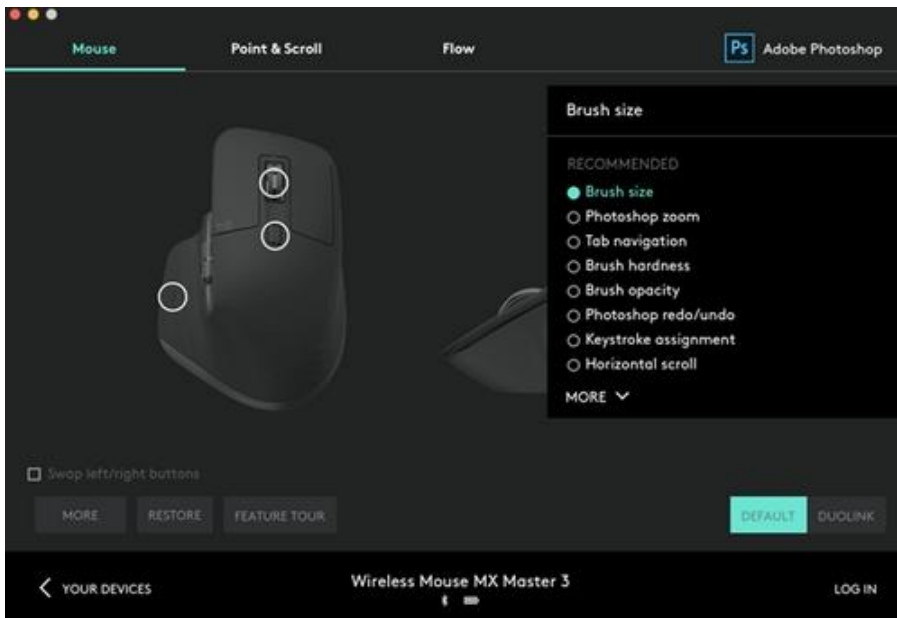 Mouse
Point & Scroll
Flow
Ps Adobe Photoshop
Brush size
RECOMMENDED
Brush size
Photoshop zoom
Tab navigation
Brush hardness
Brush opacity
Photoshop redo/undo
Keystroke assignment
Horizontal scroll
MORE
Swap left/right buttons
MORE
RESTORE
FEATURE TOUR
DEFAULT
DUOLINK
YOUR DEVICES
Wireless Mouse MX Master 3
LOG IN